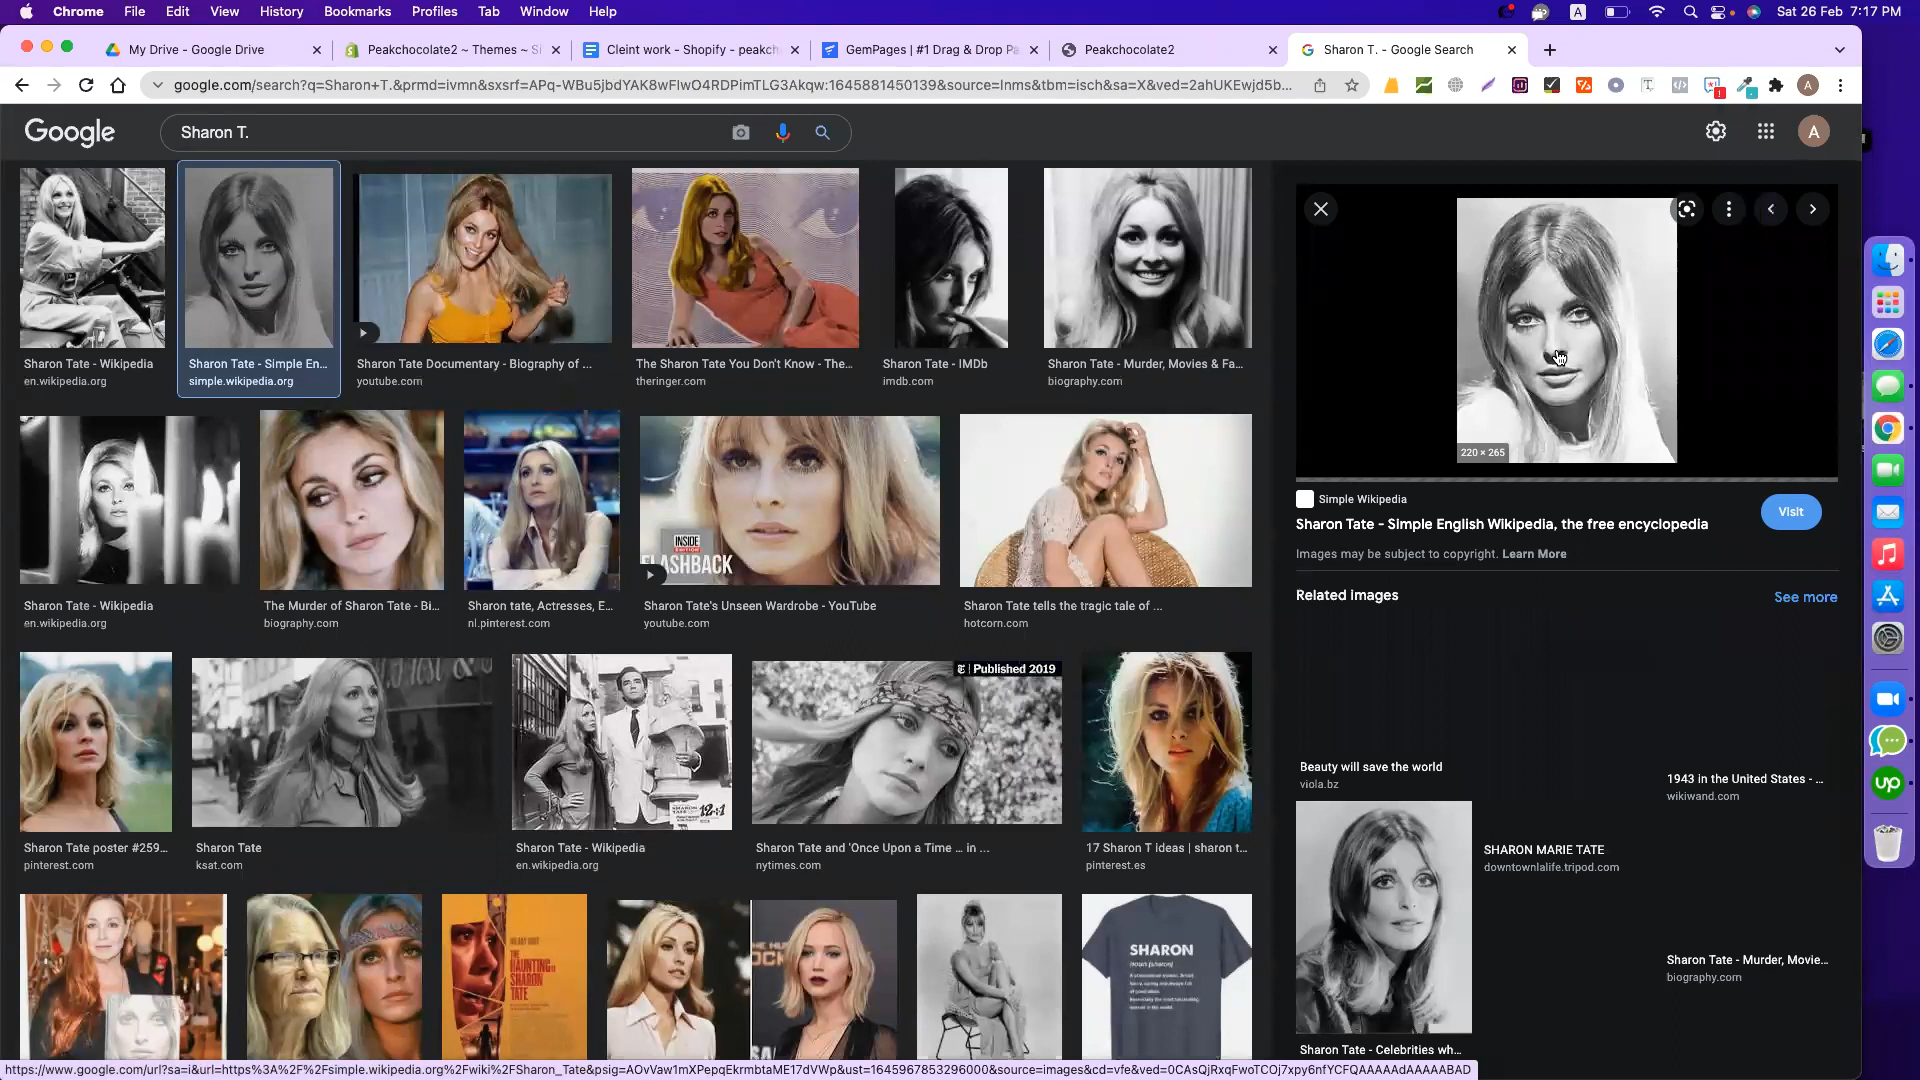 Chrome File Edit View History Bookmarks Profiles Tab Window Help
A
Sat 26 Feb 7:17 PM
My Drive - Google Drive
Peakchocolate2 ~ Themes ~ S
Cleint work - Shopify - peakch
GemPages | #1 Drag & Drop Pa
Peakchocolate2
Sharon T. - Google Search
google.com/search?q=Sharon+T.&prmd=ivmn&sxsrf=APq-WBu5jbdYAK8wFlwO4RDPimTLG3Akqw:1645881450139&source=lnms&tbm=isch&sa=X&ved=2ahUKEwjd5b...
A
Google
Sharon T.
A
Sharon Tate - Wikipedia
en.wikipedia.org
Sharon Tate - Simple En...
simple.wikipedia.org
Sharon Tate Documentary - Biography of ...
youtube.com
The Sharon Tate You Don't Know - The...
theringer.com
Sharon Tate - IMDb
imdb.com
Sharon Tate - Murder, Movies & Fa...
biography.com
INSIDE
EDITION
FLASHBACK
Sharon Tate - Wikipedia
en.wikipedia.org
The Murder of Sharon Tate - Bi...
biography.com
Sharon tate, Actresses, E...
nl.pinterest.com
Sharon Tate's Unseen Wardrobe - YouTube
youtube.com
Sharon Tate tells the tragic tale of ...
hotcorn.com
Published 2019
12+1
Sharon Tate poster #259...
pinterest.com
Sharon Tate
ksat.com
Sharon Tate - Wikipedia
en.wikipedia.org
Sharon Tate and 'Once Upon a Time ... in ...
nytimes.com
17 Sharon T ideas | sharon t...
pinterest.es
HILARY DUFF
THE
HAUNTING
OF
SHARON
TATE
SHARON
220 × 265
Simple Wikipedia
Sharon Tate - Simple English Wikipedia, the free encyclopedia
Visit
Images may be subject to copyright. Learn More
Related images
See more
Beauty will save the world
viola.bz
1943 in the United States - ...
wikiwand.com
SHARON MARIE TATE
downtownlalife.tripod.com
Sharon Tate - Murder, Movie...
biography.com
Sharon Tate - Celebrities wh...
up
https://www.google.com/url?sa=i&url=https%3A%2F%2Fsimple.wikipedia.org%2Fwiki%2FSharon_Tate&psig=AOvVaw1mXPepqEkrmbtaME17dVWp&ust=1645967853296000&source=images&cd=vfe&ved=0CAsQjRxqFwoTCOj7xpy6nfYCFQAAAAAdAAAAABAD